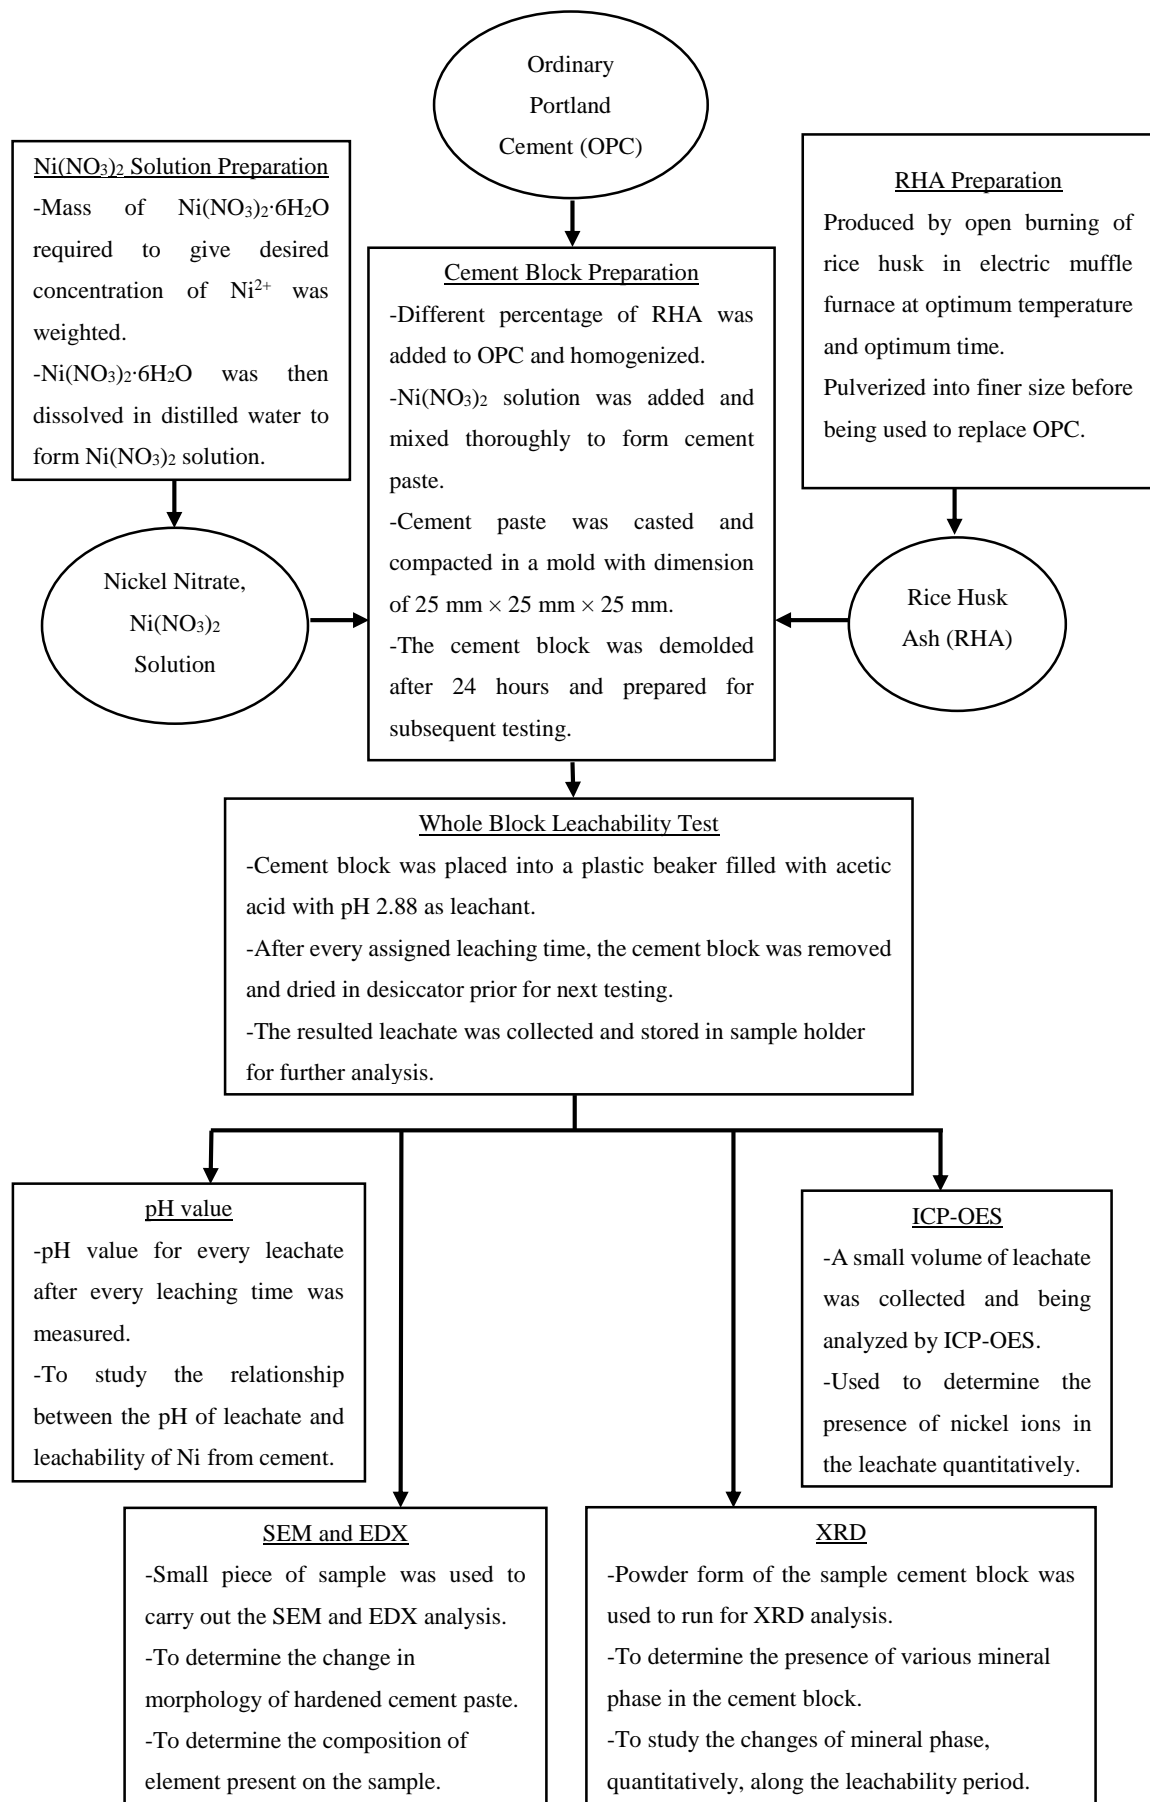 Ordinary
Portland
Cement (OPC)
Ni(NO3)2 Solution Preparation
-Mass of Ni(NO3)2·6H2O
required to give desired
concentration of Ni2+ was
weighted.
-Ni(NO3)2·6H2O was then
dissolved in distilled water to
form Ni(NO3)2 solution.
RHA Preparation
Produced by open burning of
rice husk in electric muffle
furnace at optimum temperature
and optimum time.
Pulverized into finer size before
being used to replace OPC.
Cement Block Preparation
-Different percentage of RHA was
added to OPC and homogenized.
-Ni(NO3)2 solution was added and
mixed thoroughly to form cement
paste.
-Cement paste was casted and
compacted in a mold with dimension
of 25 mm × 25 mm × 25 mm.
-The cement block was demolded
after 24 hours and prepared for
subsequent testing.
Nickel Nitrate,
Ni(NO3)2
Solution
Rice Husk
Ash (RHA)
Whole Block Leachability Test
-Cement block was placed into a plastic beaker filled with acetic
acid with pH 2.88 as leachant.
-After every assigned leaching time, the cement block was removed
and dried in desiccator prior for next testing.
-The resulted leachate was collected and stored in sample holder
for further analysis.
pH value
-pH value for every leachate
after every leaching time was
measured.
-To study the relationship
between the pH of leachate and
leachability of Ni from cement.
ICP-OES
-A small volume of leachate
was collected and being
analyzed by ICP-OES.
-Used to determine the
presence of nickel ions in
the leachate quantitatively.
SEM and EDX
-Small piece of sample was used to
carry out the SEM and EDX analysis.
-To determine the change in
morphology of hardened cement paste.
-To determine the composition of
element present on the sample.
XRD
-Powder form of the sample cement block was
used to run for XRD analysis.
-To determine the presence of various mineral
phase in the cement block.
-To study the changes of mineral phase,
quantitatively, along the leachability period.